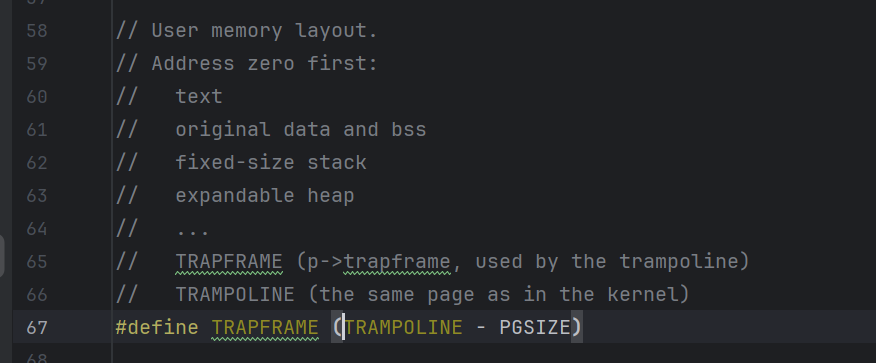 58 // User memory layout.
59 // Address zero first:
60 //   text
61 //   original data and bss
62 //   fixed-size stack
63 //   expandable heap
64 //   ...
65 //   TRAPFRAME (p->trapframe, used by the trampoline)
66 //   TRAMPOLINE (the same page as in the kernel)
67 #define TRAPFRAME (TRAMPOLINE - PGSIZE)
68